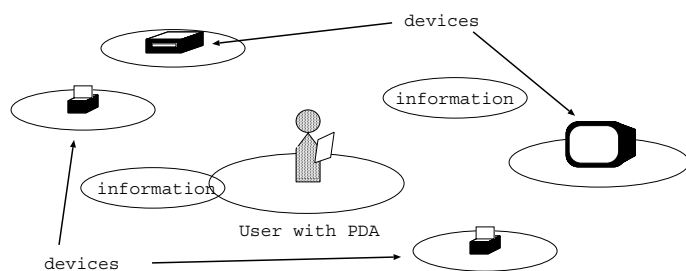 devices
information
information
User with PDA
devices